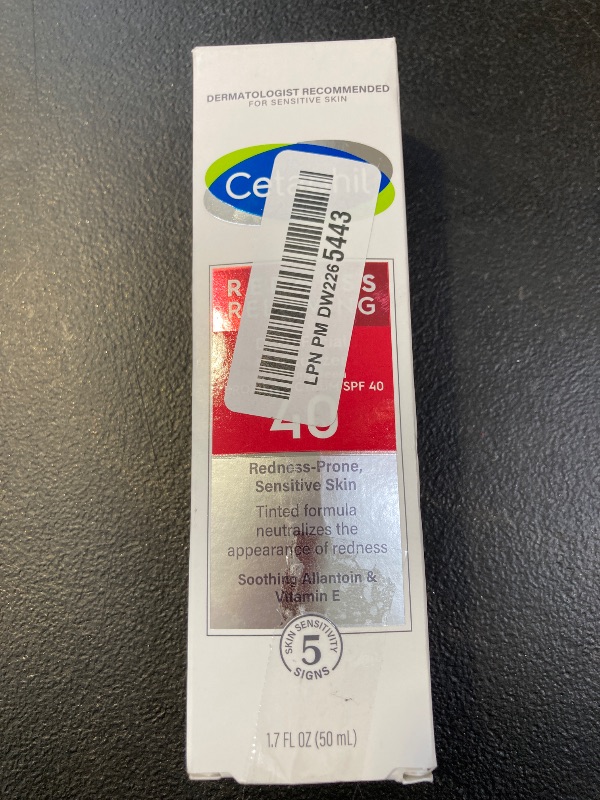 DERMATOLOGIST RECOMMENDED
FOR SENSITIVE SKIN
LPN PM DW2265443
SPF 40
40
Redness-Prone,
Sensitive Skin
Tinted formula
neutralizes the
appearance of redness
Soothing Allantoin &
Vitamin E
SKIN SENSITIVITY
5
SIGNS
1.7 FL OZ (50 mL)